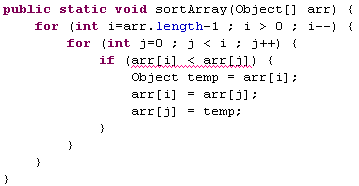 public static void sortArray(Object[] arr) {
    for (int i=arr.length-1 ; i > 0 ; i--) {
        for (int j=0 ; j < i ; j++) {
            if (arr[i] < arr[j]) {
                Object temp = arr[i];
                arr[i] = arr[j];
                arr[j] = temp;
            }
        }
    }
}